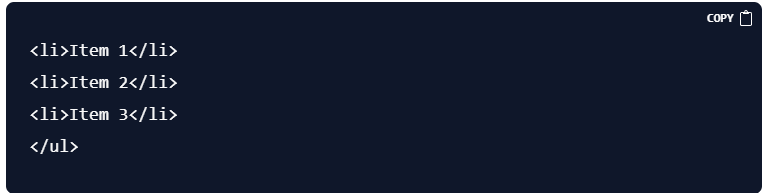 COPY
<li>Item 1</li>
<li>Item 2</li>
<li>Item 3</li>
</ul>